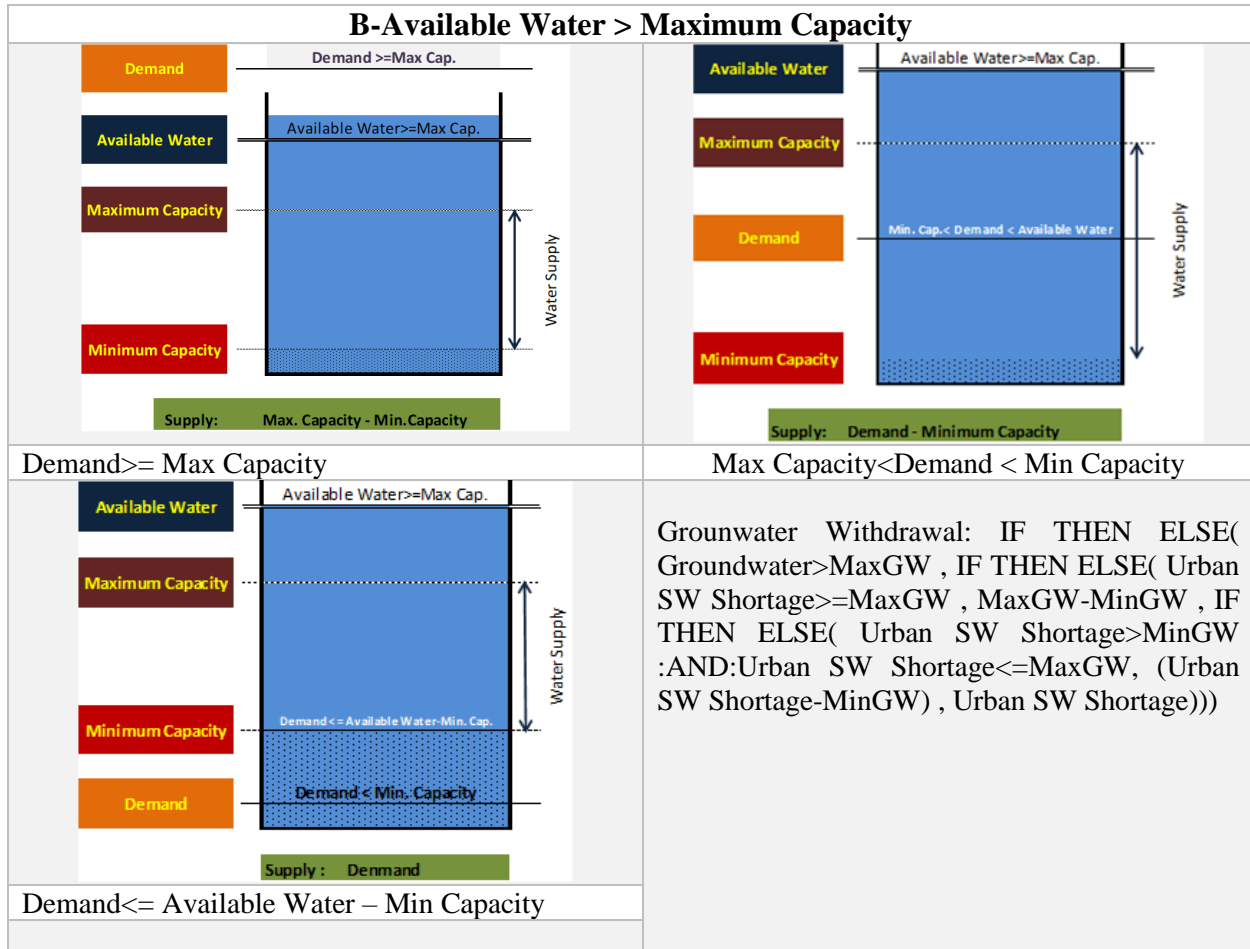 B-Available Water > Maximum Capacity
Demand
Demand >=Max Cap.
Available Water
Available Water>=Max Cap.
Maximum Capacity
Water Supply
Minimum Capacity
Supply: Max. Capacity - Min.Capacity
Demand>= Max Capacity
Available Water
Available Water>=Max Cap.
Maximum Capacity
Demand
Min. Cap.< Demand < Available Water
Water Supply
Minimum Capacity
Supply: Demand - Minimum Capacity
Max Capacity<Demand < Min Capacity
Available Water
Available Water>=Max Cap.
Maximum Capacity
Water Supply
Minimum Capacity
Demand<= Available Water-Min. Cap.
Demand
Demand < Min. Capacity
Supply : Denmand
Demand<= Available Water – Min Capacity
Grounwater Withdrawal: IF THEN ELSE(
Groundwater>MaxGW , IF THEN ELSE( Urban
SW Shortage>=MaxGW , MaxGW-MinGW , IF
THEN ELSE( Urban SW Shortage>MinGW
:AND:Urban SW Shortage<=MaxGW, (Urban
SW Shortage-MinGW) , Urban SW Shortage)))